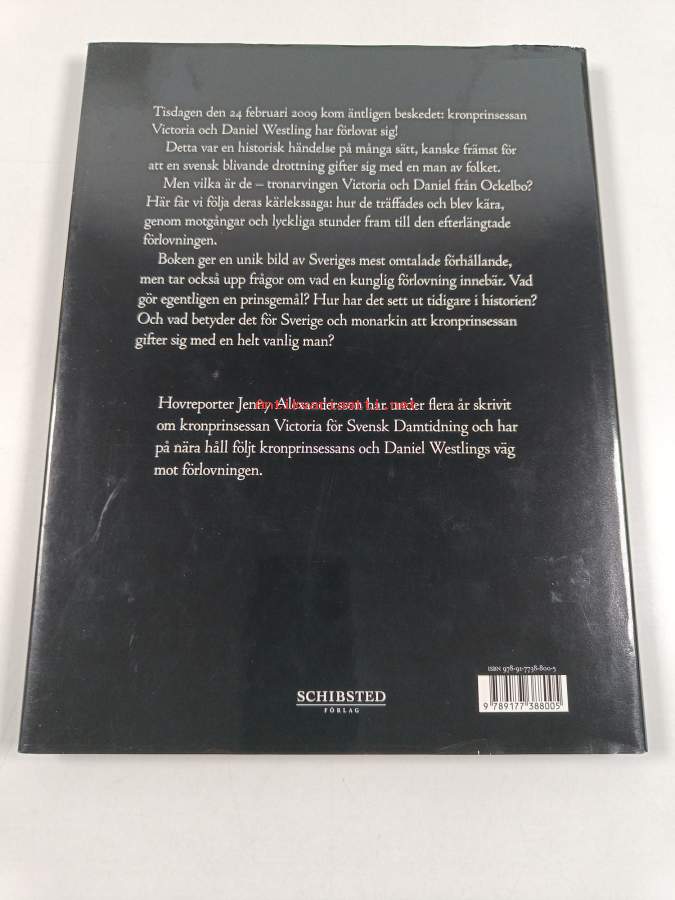 Tisdagen den 24 februari 2009 kom äntligen beskedet: kronprinsessan
Victoria och Daniel Westling har förlovat sig!
Detta var en historisk händelse på många sätt, kanske främst för
att en svensk blivande drottning gifter sig med en man av folket.
Men vilka är de – tronarvingen Victoria och Daniel från Ockelbo?
Här får vi följa deras kärlekssaga: hur de träffades och blev kära,
genom motgångar och lyckliga stunder fram till den efterlängtade
förlovningen.
Boken ger en unik bild av Sveriges mest omtalade förhållande,
men tar också upp frågor om vad en kunglig förlovning innebär. Vad
gör egentligen en prinsgemål? Hur har det sett ut tidigare i historien?
Och vad betyder det för Sverige och monarkin att kronprinsessan
gifter sig med en helt vanlig man?
Hovreporter Jenny Alexandersson har under flera år skrivit
om kronprinsessan Victoria för Svensk Damtidning och har
på nära håll följt kronprinsessans och Daniel Westlings väg
mot förlovningen.
ISBN 978-91-7738-800-5
9 789177 388005
SCHIBSTED
FÖRLAG